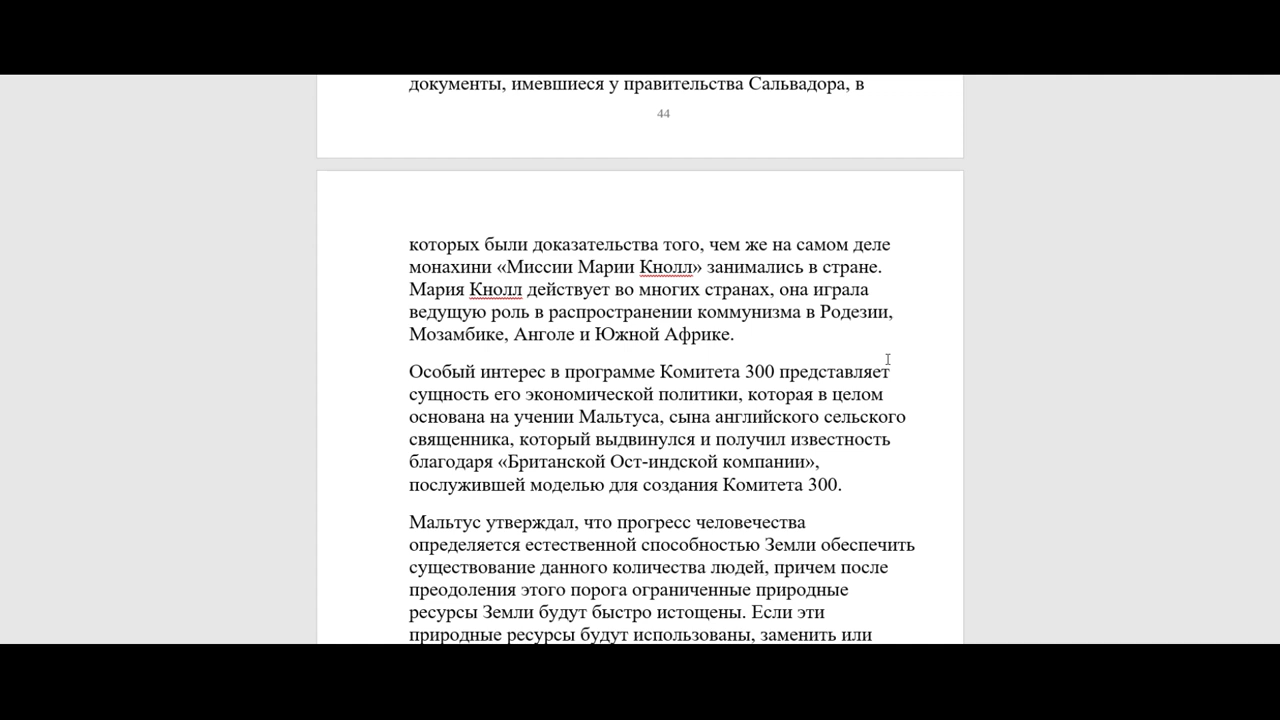 документы, имевшиеся у правительства Сальвадора, в
44
которых были доказательства того, чем же на самом деле
монахини «Миссии Марии Кнолл» занимались в стране.
Мария Кнолл действует во многих странах, она играла
ведущую роль в распространении коммунизма в Родезии,
Мозамбике, Анголе и Южной Африке.
Особый интерес в программе Комитета 300 представляет
сущность его экономической политики, которая в целом
основана на учении Мальтуса, сына английского сельского
священника, который выдвинулся и получил известность
благодаря «Британской Ост-индской компании»,
послужившей моделью для создания Комитета 300.
Мальтус утверждал, что прогресс человечества
определяется естественной способностью Земли обеспечить
существование данного количества людей, причем после
преодоления этого порога ограниченные природные
ресурсы Земли будут быстро истощены. Если эти
природные ресурсы будут использованы, заменить или